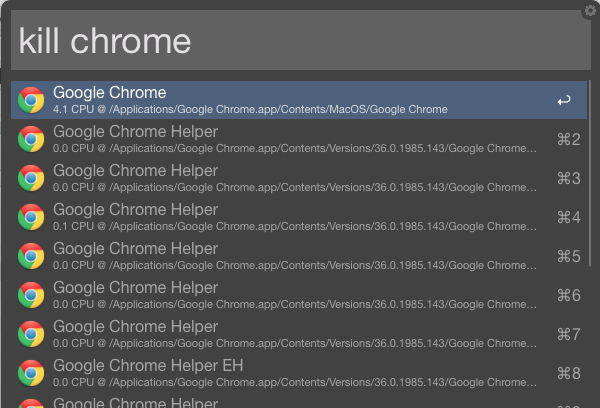 kill chrome
Google Chrome
4.1 CPU @ /Applications/Google Chrome.app/Contents/MacOS/Google Chrome
↩
Google Chrome Helper
0.0 CPU @ /Applications/Google Chrome.app/Contents/Versions/36.0.1985.143/Google Chrome…
⌘2
Google Chrome Helper
0.0 CPU @ /Applications/Google Chrome.app/Contents/Versions/36.0.1985.143/Google Chrome…
⌘3
Google Chrome Helper
0.1 CPU @ /Applications/Google Chrome.app/Contents/Versions/36.0.1985.143/Google Chrome…
⌘4
Google Chrome Helper
0.0 CPU @ /Applications/Google Chrome.app/Contents/Versions/36.0.1985.143/Google Chrome…
⌘5
Google Chrome Helper
0.0 CPU @ /Applications/Google Chrome.app/Contents/Versions/36.0.1985.143/Google Chrome…
⌘6
Google Chrome Helper
0.0 CPU @ /Applications/Google Chrome.app/Contents/Versions/36.0.1985.143/Google Chrome…
⌘7
Google Chrome Helper EH
0.0 CPU @ /Applications/Google Chrome.app/Contents/Versions/36.0.1985.143/Google Chrome…
⌘8
Google Chrome Helper